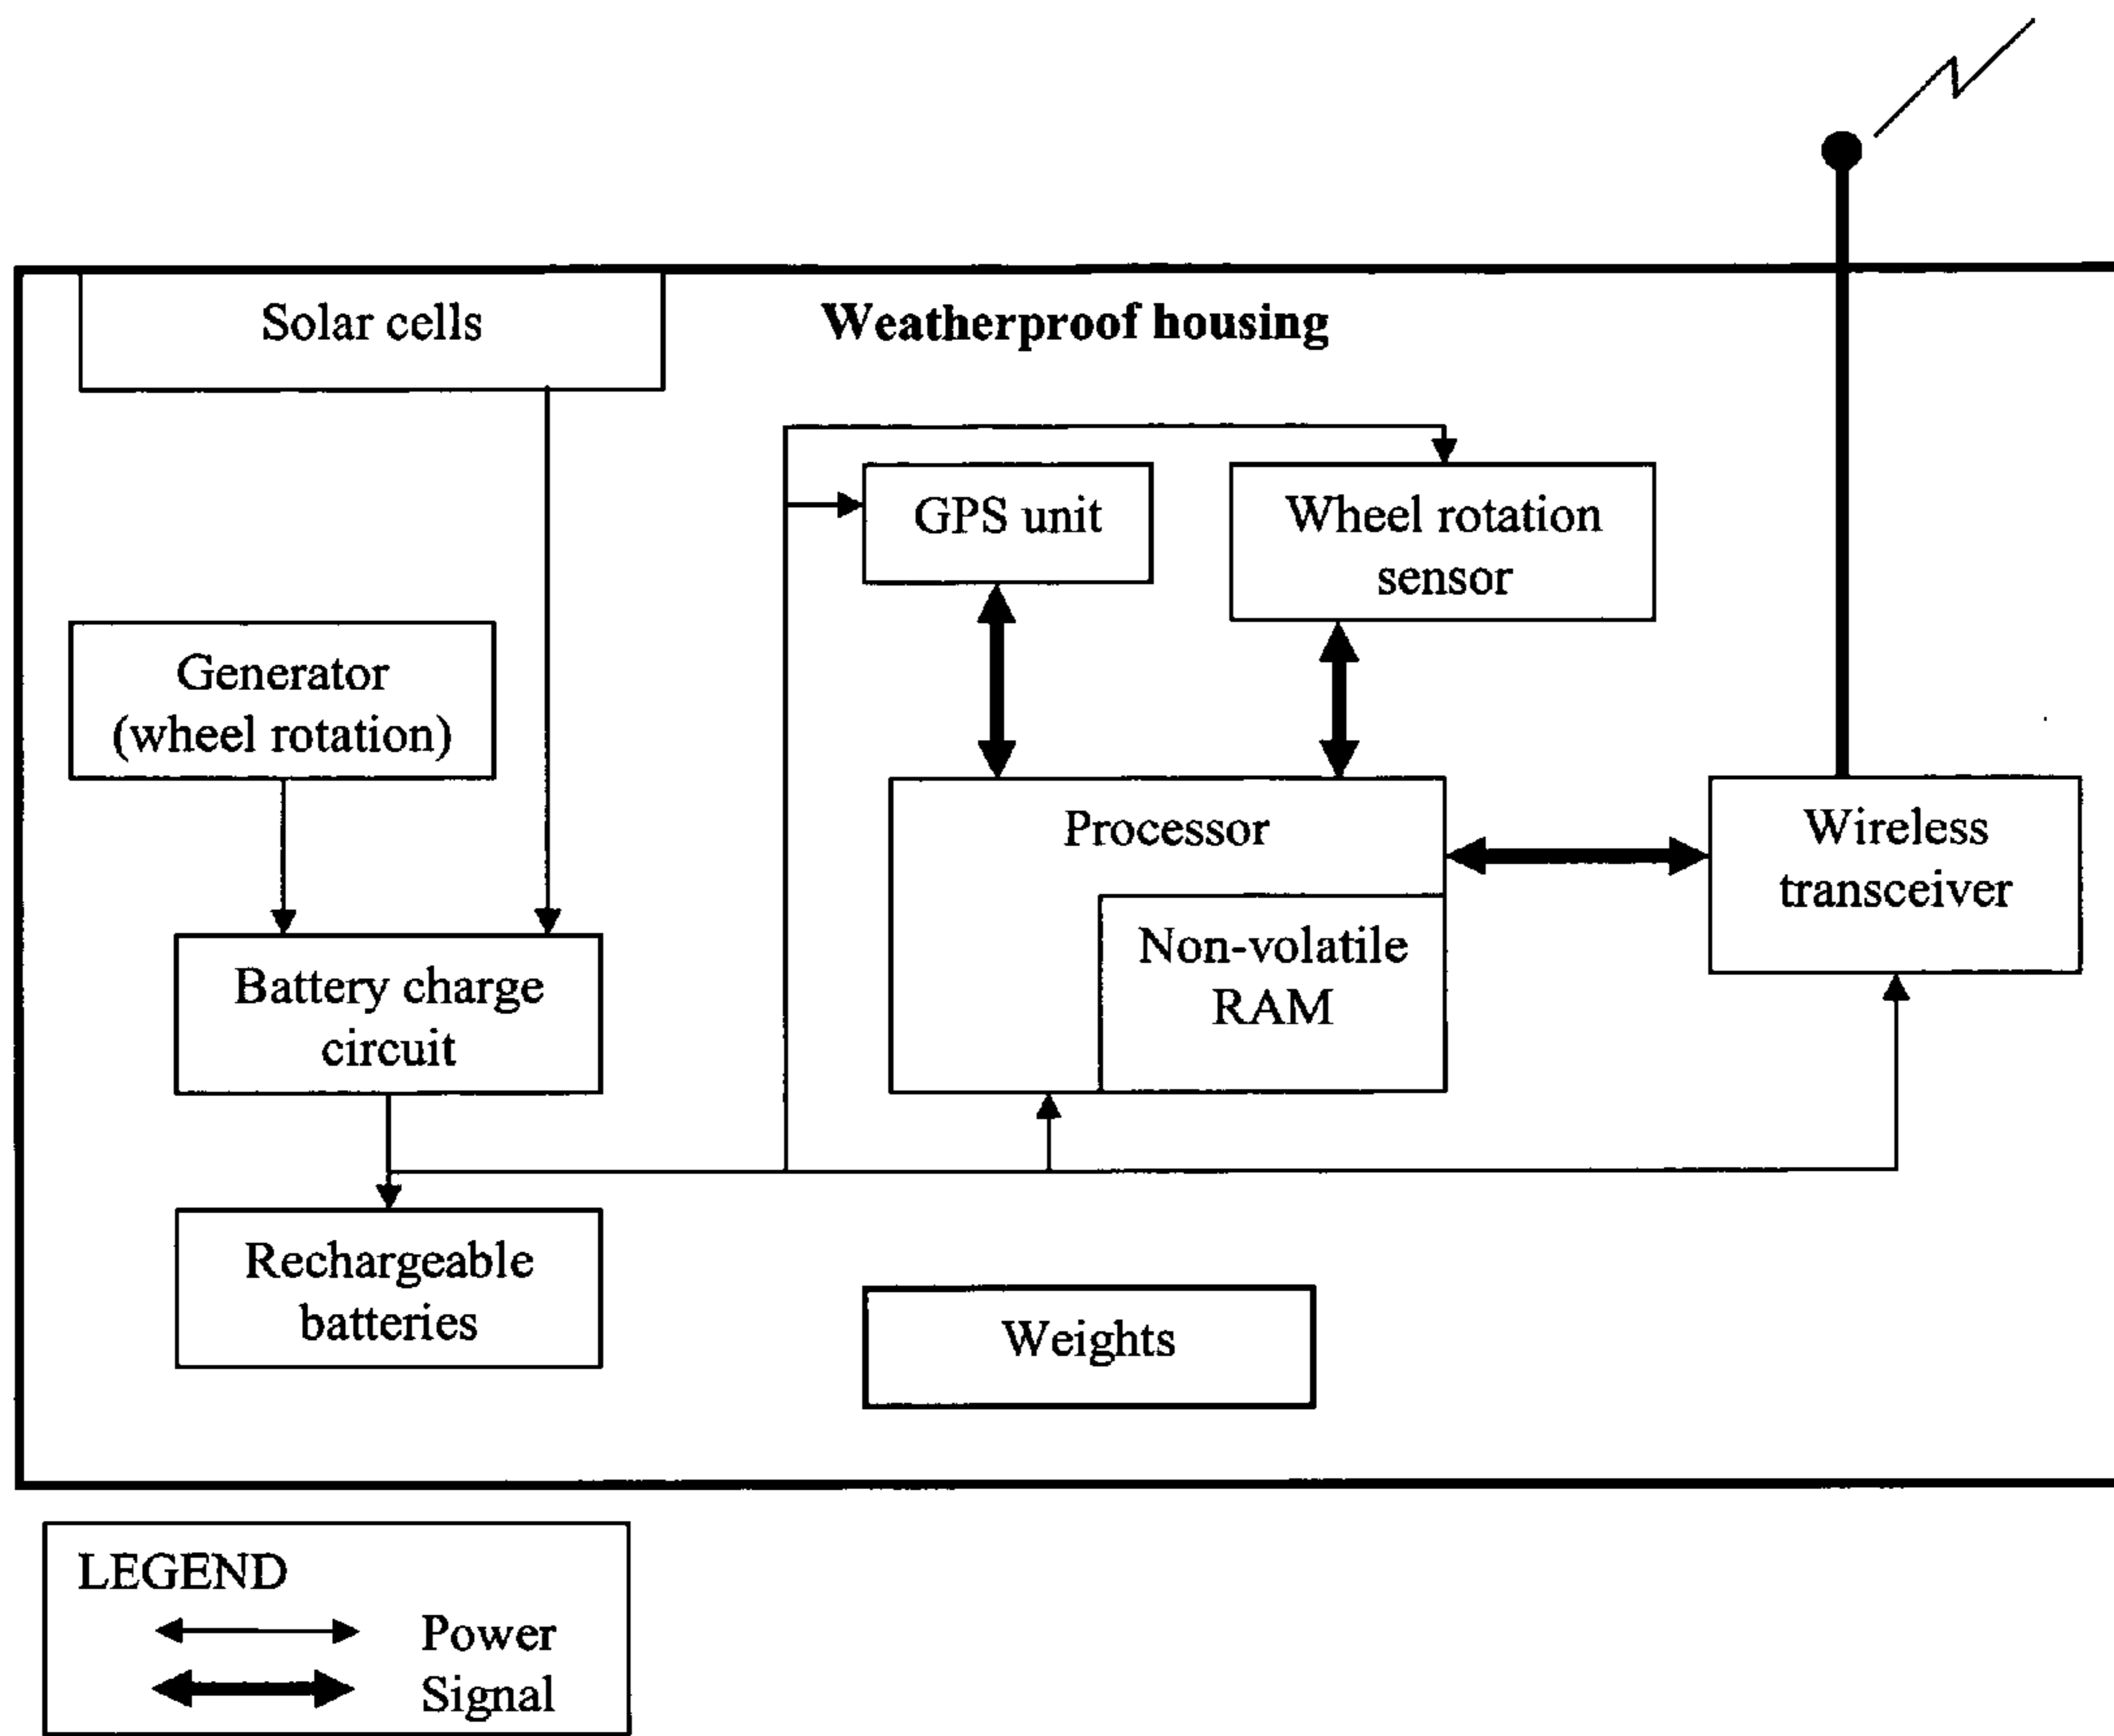 Solar cells
Weatherproof housing
GPS unit
Wheel rotation
sensor
Generator
(wheel rotation)
Processor
Non-volatile
RAM
Wireless
transceiver
Battery charge
circuit
Rechargeable
batteries
Weights
LEGEND
Power
Signal